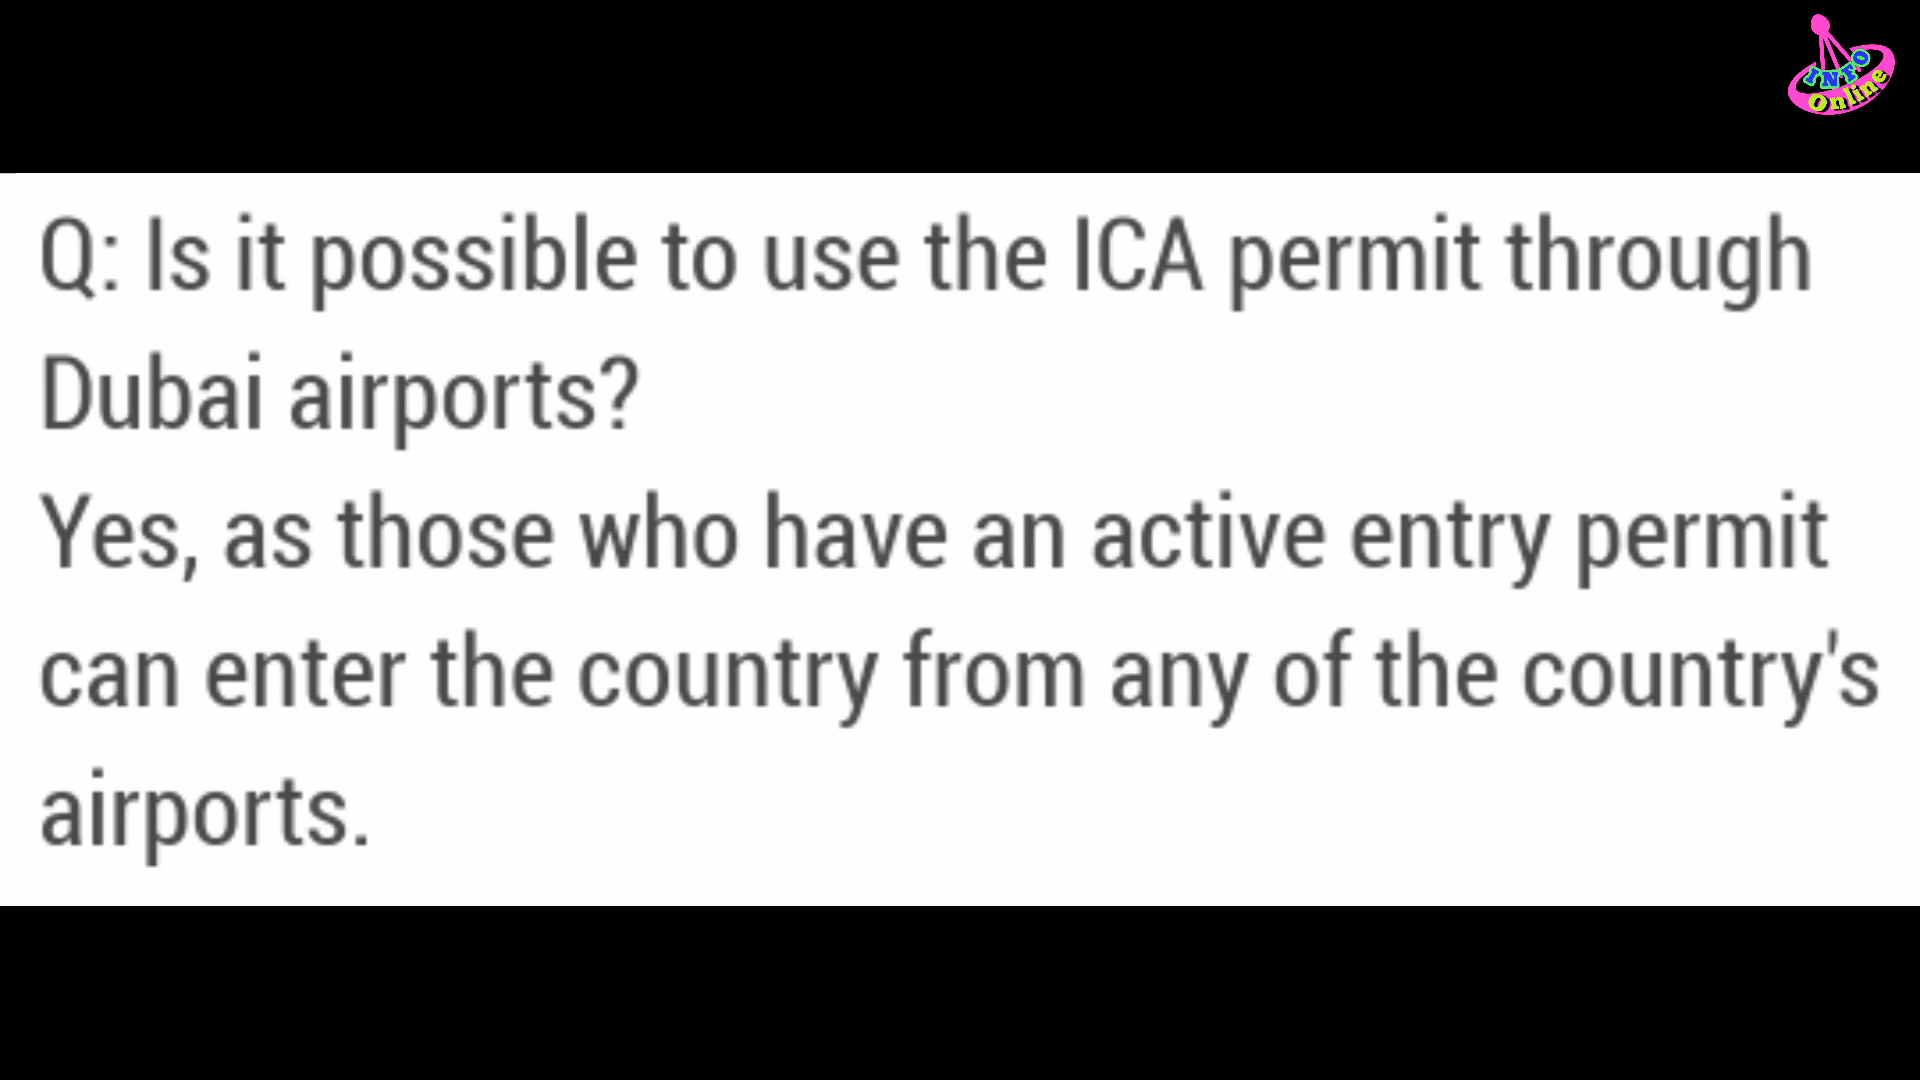 INFO
Online
Q: Is it possible to use the ICA permit through
Dubai airports?
Yes, as those who have an active entry permit
can enter the country from any of the country's
airports.